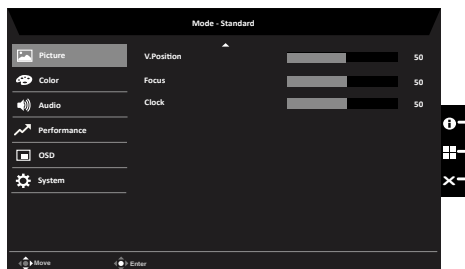 Mode - Standard
Picture
V.Position 50
Color
Focus 50
Audio
Clock 50
Performance
OSD
System
Move Enter